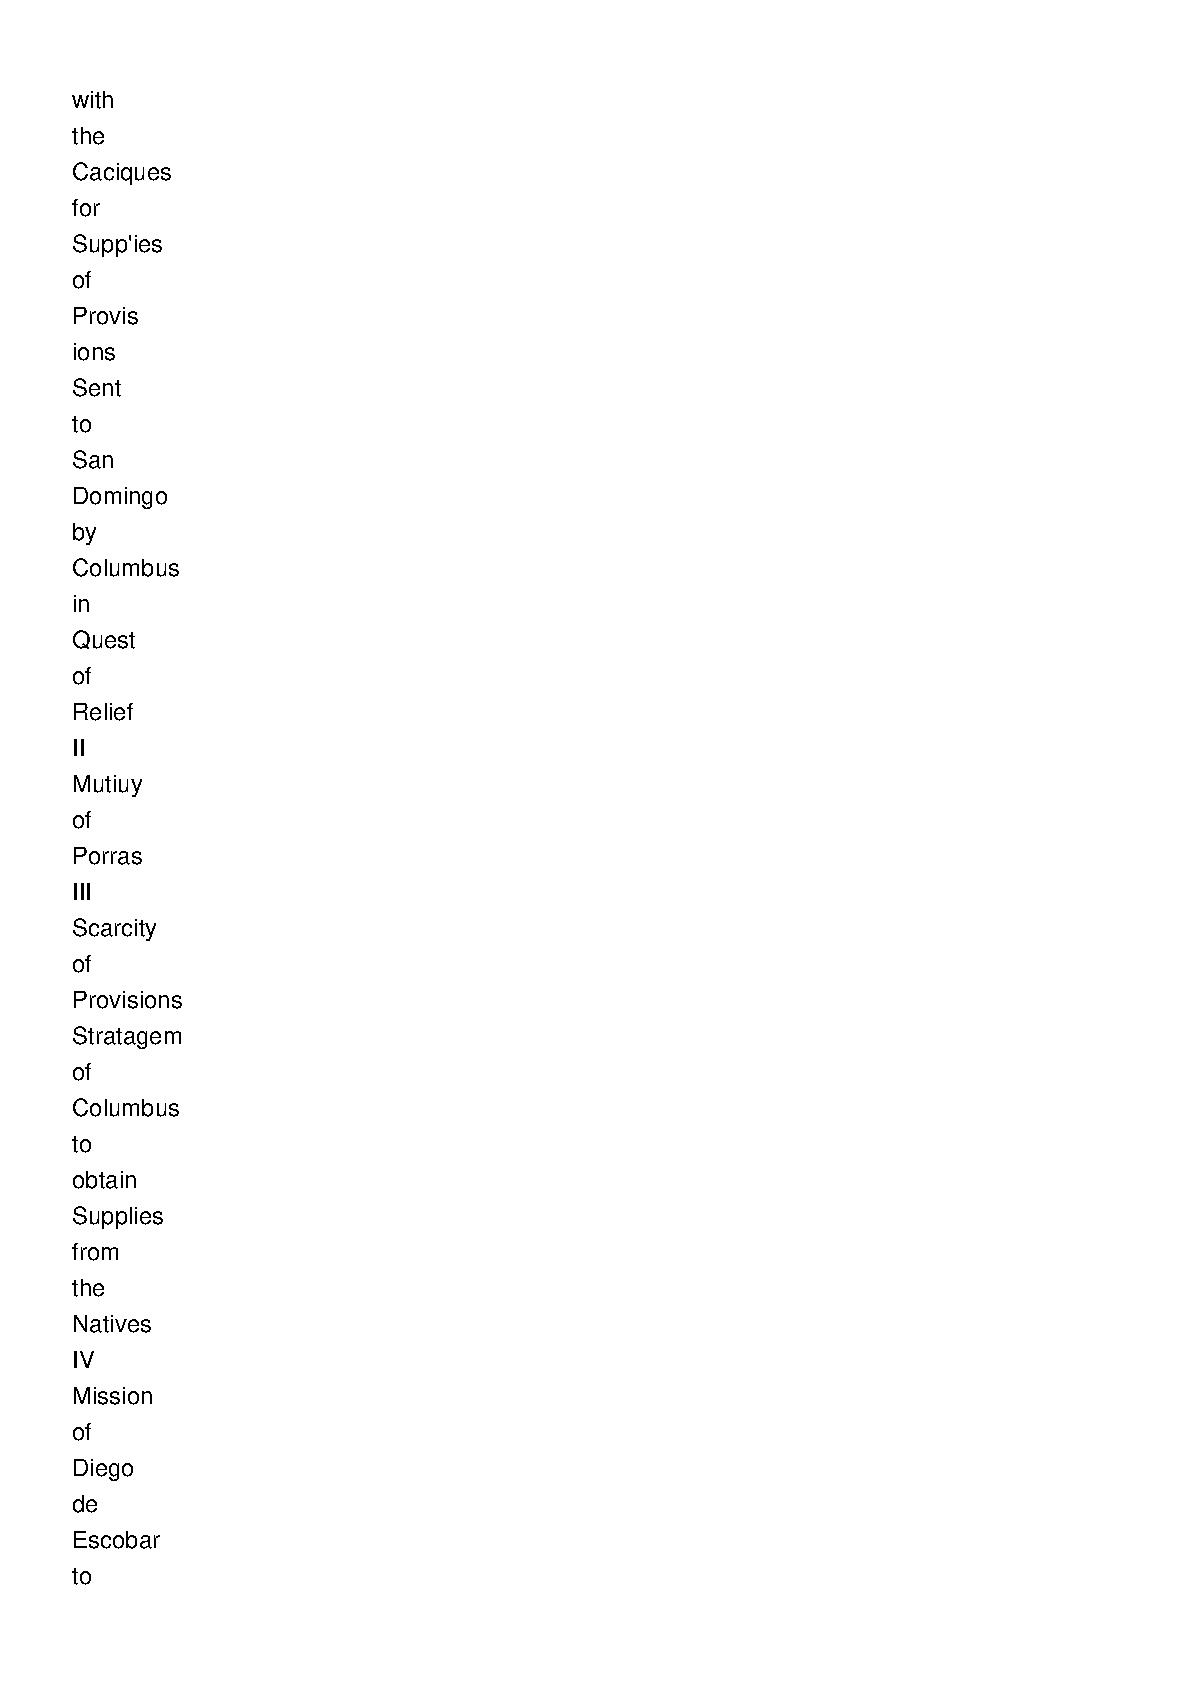 with
the
Caciques
for
Supp'ies
of
Provis
ions
Sent
to
San
Domingo
by
Columbus
in
Quest
of
Relief
II
Mutiuy
of
Porras
III
Scarcity
of
Provisions
Stratagem
of
Columbus
to
obtain
Supplies
from
the
Natives
IV
Mission
of
Diego
de
Escobar
to